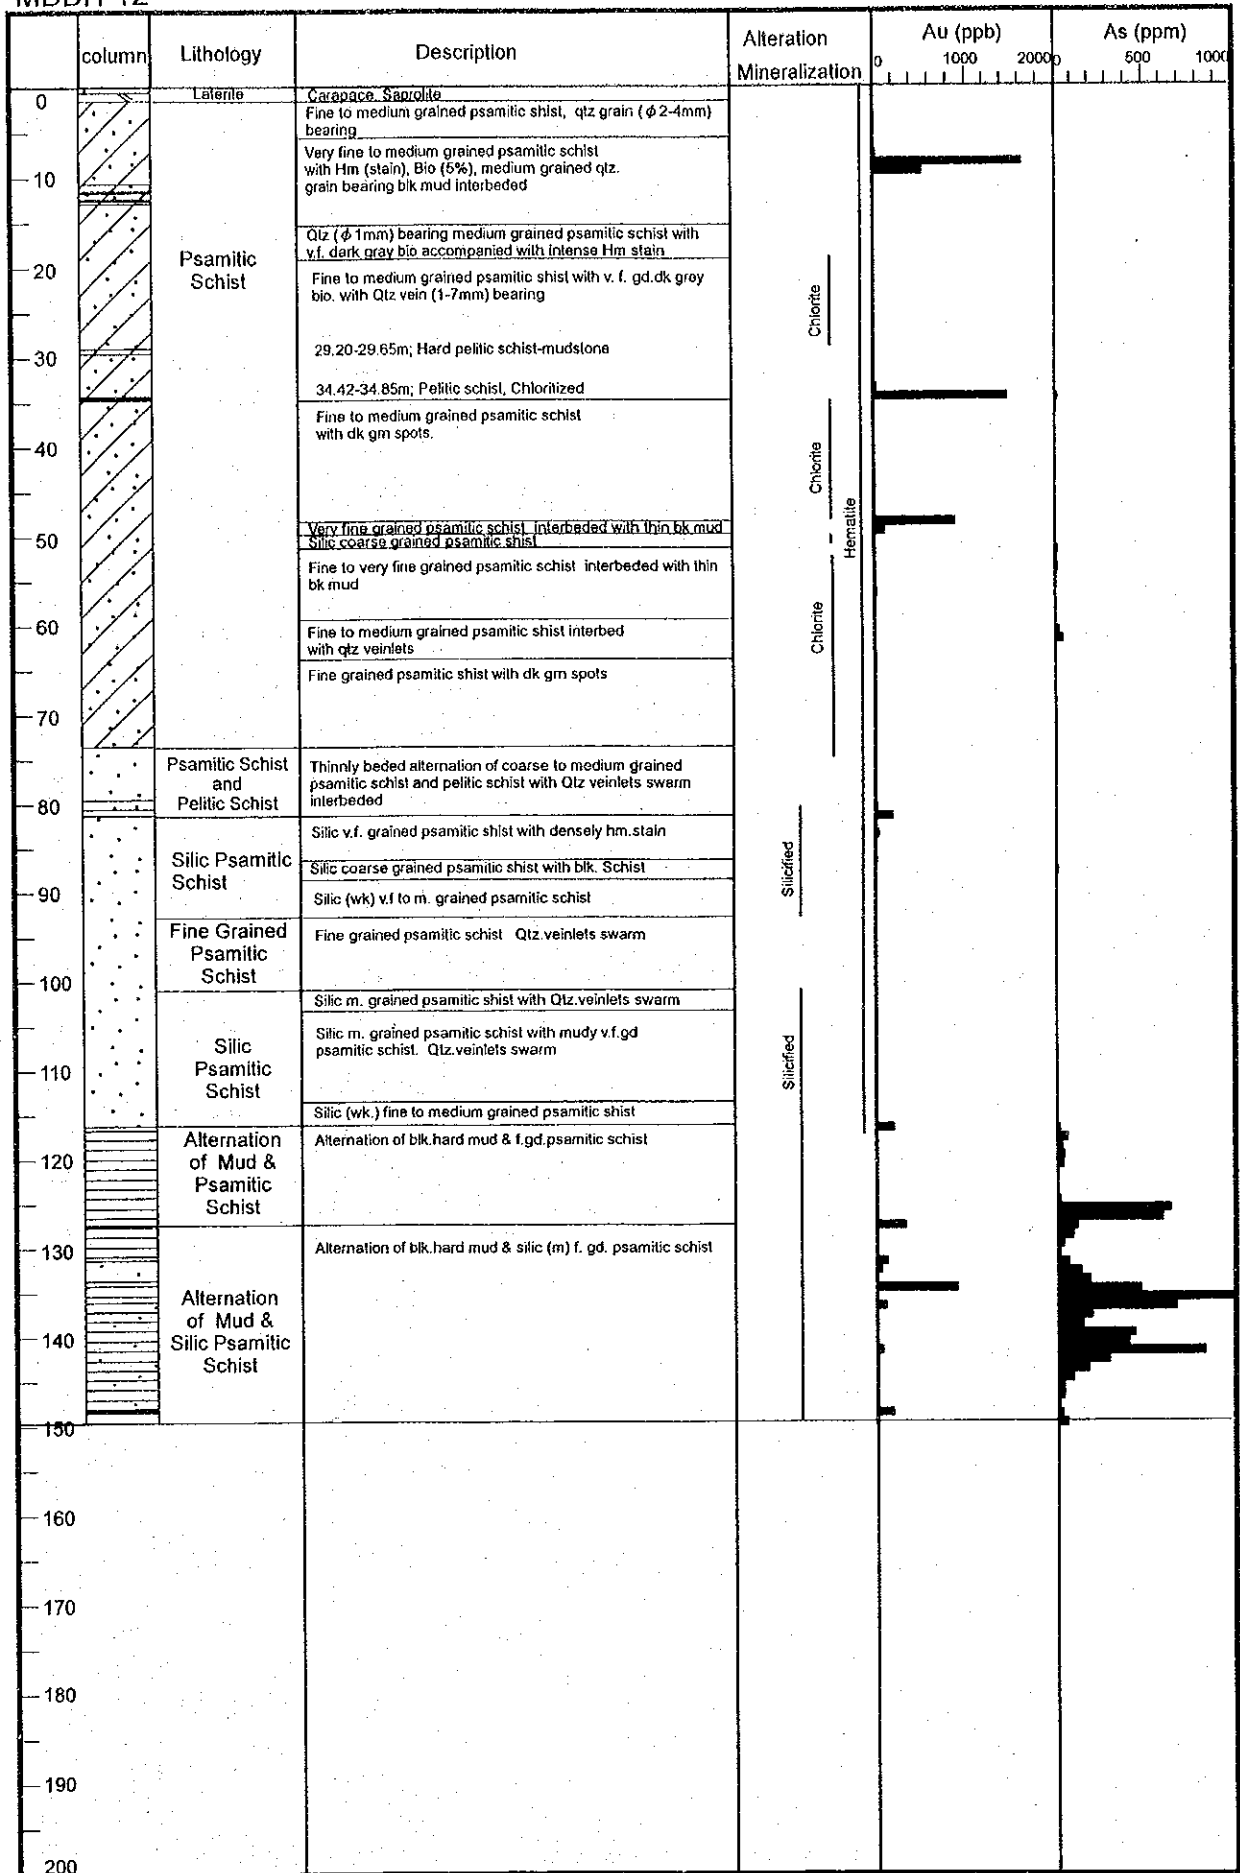 MBDH-12
column
Lithology
Description
Alteration
Mineralization
Au (ppb)
0 1000 2000
As (ppm)
0 500 1000
0
10
20
30
40
50
60
70
80
90
100
110
120
130
140
150
160
170
180
190
200
Laterite
Carapace, Saprolite
Fine to medium grained psamitic shist, qtz grain (ϕ2-4mm)
bearing
Very fine to medium grained psamitic schist
with Hm (stain), Bio (5%), medium grained qtz.
grain bearing blk mud interbeded
Qtz (ϕ1mm) bearing medium grained psamitic schist with
v.f. dark gray bio accompanied with intense Hm stain
Psamitic
Schist
Fine to medium grained psamitic shist with v. f. gd.dk grey
bio. with Qtz vein (1-7mm) bearing
29.20-29.65m; Hard pelitic schist-mudstone
34.42-34.85m; Pelitic schist, Chloritized
Fine to medium grained psamitic shist
with dk grn spots.
Very fine grained psamitic schist interbeded with thin bk mud
Silic coarse grained psamitic shist
Fine to very fine grained psamitic schist interbeded with thin
bk mud
Fine to medium grained psamitic shist interbed
with qtz veinlets
Fine grained psamitic shist with dk grn spots
Psamitic Schist
and
Pelitic Schist
Thinnly beded alternation of coarse to medium grained
psamitic schist and pelitic schist with Qtz veinlets swarm
interbeded
Silic Psamitic
Schist
Silic v.f. grained psamitic shist with densely hm.stain
Silic coarse grained psamitic shist with blk. Schist
Silic (wk) v.f to m. grained psamitic shist
Fine Grained
Psamitic
Schist
Fine grained psamitic schist Qtz.veinlets swarm
Silic
Psamitic
Schist
Silic m. grained psamitic shist with Qtz.veinlets swarm
Silic m. grained psamitic schist with mudy v.f.gd
psamitic schist. Qtz.veinlets swarm
Silic (wk.) fine to medium grained psamitic shist
Alternation
of Mud &
Psamitic
Schist
Alternation of blk.hard mud & f.gd.psamitic schist
Alternation
of Mud &
Silic Psamitic
Schist
Alternation of blk.hard mud & silic (m) f. gd. psamitic schist
Chlorite
Chlorite
Hematite
Chlorite
Silicified
Silicified